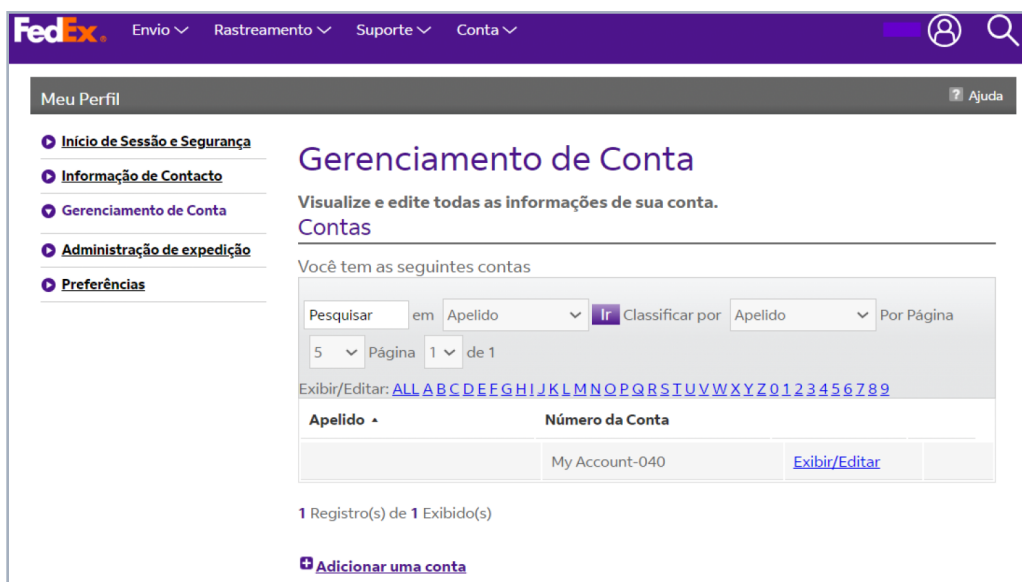 FedEx. Envio Rastreamento Suporte Conta
Meu Perfil ? Ajuda
Início de Sessão e Segurança
Informação de Contacto
Gerenciamento de Conta
Administração de expedição
Preferências
Gerenciamento de Conta
Visualize e edite todas as informações de sua conta.
Contas
Você tem as seguintes contas
Pesquisar em Apelido Ir Classificar por Apelido Por Página
5 Página 1 de 1
Exibir/Editar: ALL A B C D E F G H I J K L M N O P Q R S T U V W X Y Z 0 1 2 3 4 5 6 7 8 9
Apelido Número da Conta
My Account-040 Exibir/Editar
1 Registro(s) de 1 Exibido(s)
Adicionar uma conta